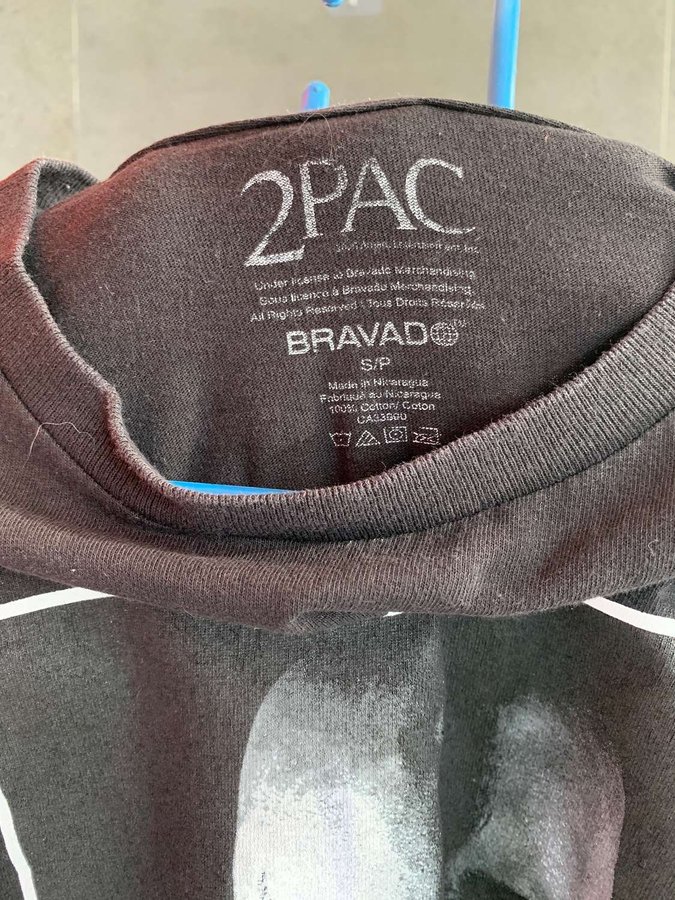 2PAC
Under license to Bravado Merchandising
Sous licence à Bravado Merchandising
All Rights Reserved / Tous Droits Réservés
BRAVADO™
S/P
Made in Nicaragua
Fabriqué au Nicaragua
100% Cotton/ Coton